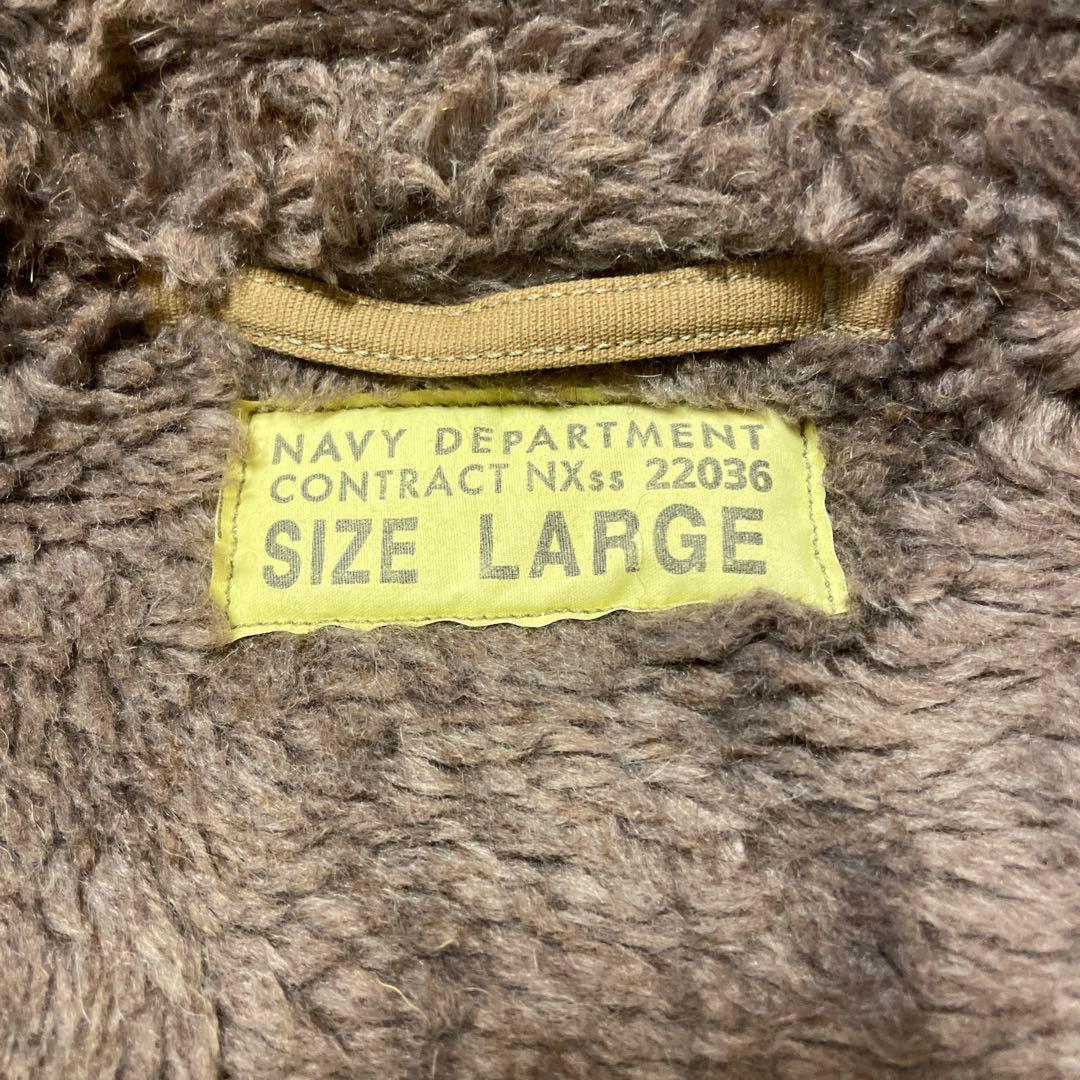 NAVY DEPARTMENT
CONTRACT NXss 22036
SIZE LARGE